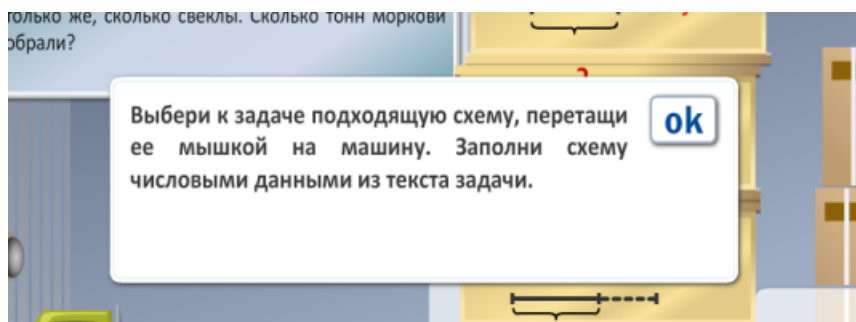 только же, сколько свеклы. Сколько тонн моркови
обрали?
?
Выбери к задаче подходящую схему, перетащи
ее мышкой на машину. Заполни схему
числовыми данными из текста задачи.
ok